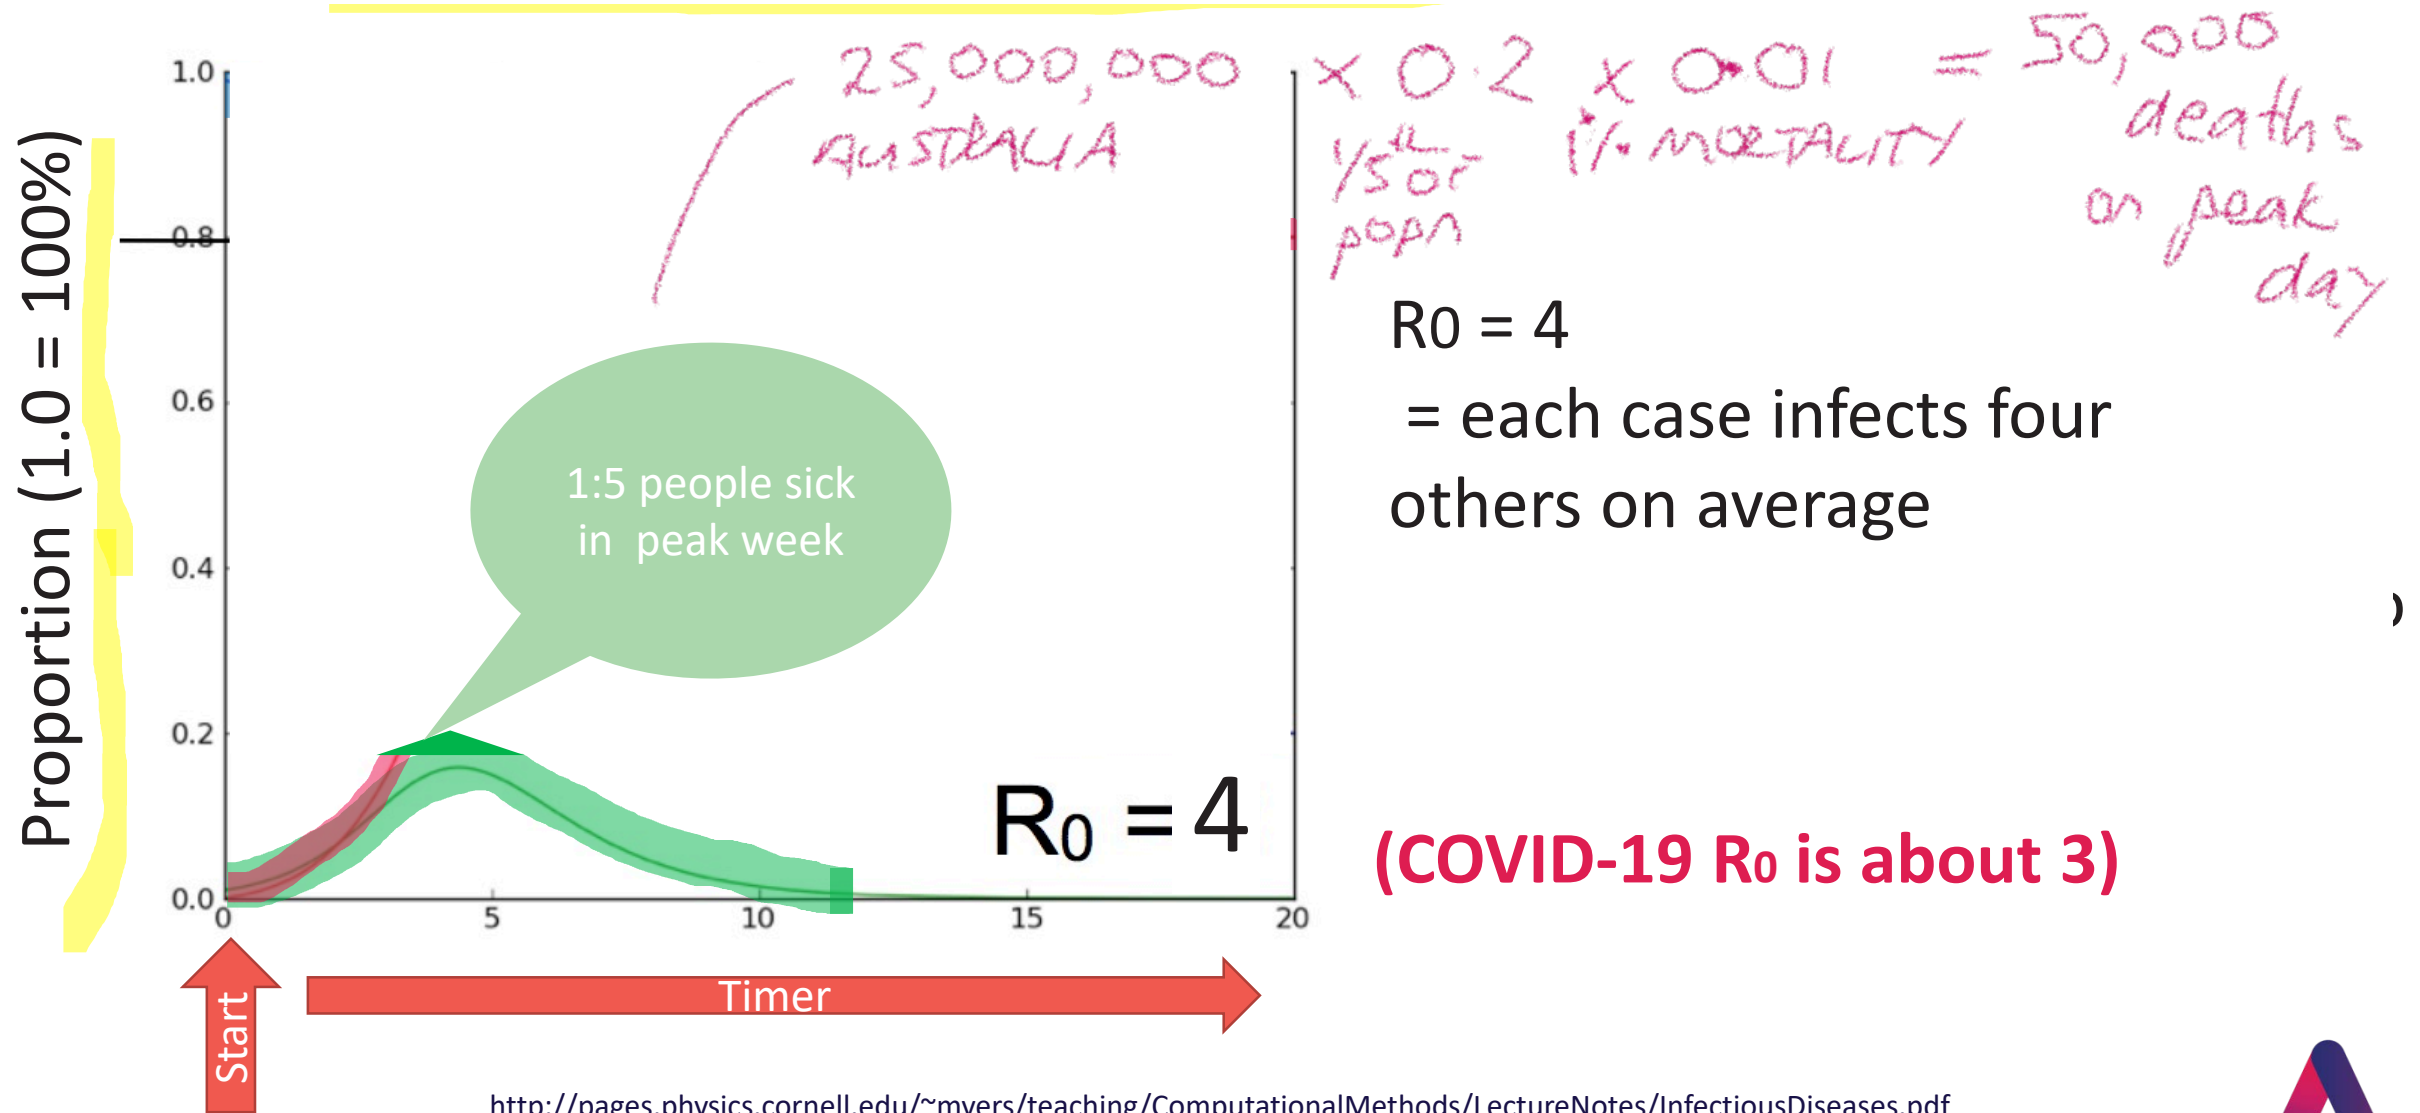 25,000,000 x 0.2 x 0.01 = 50,000
AUSTRALIA
1/5th of popn
1% MORTALITY
deaths
on peak
day
Proportion (1.0 = 100%)
1.0
0.8
0.6
0.4
0.2
0.0
0 5 10 15 20
1:5 people sick
in peak week
R0 = 4
R0 = 4
= each case infects four
others on average
(COVID-19 R0 is about 3)
Start
Timer
http://pages.physics.cornell.edu/~myers/teaching/ComputationalMethods/LectureNotes/InfectiousDiseases.pdf